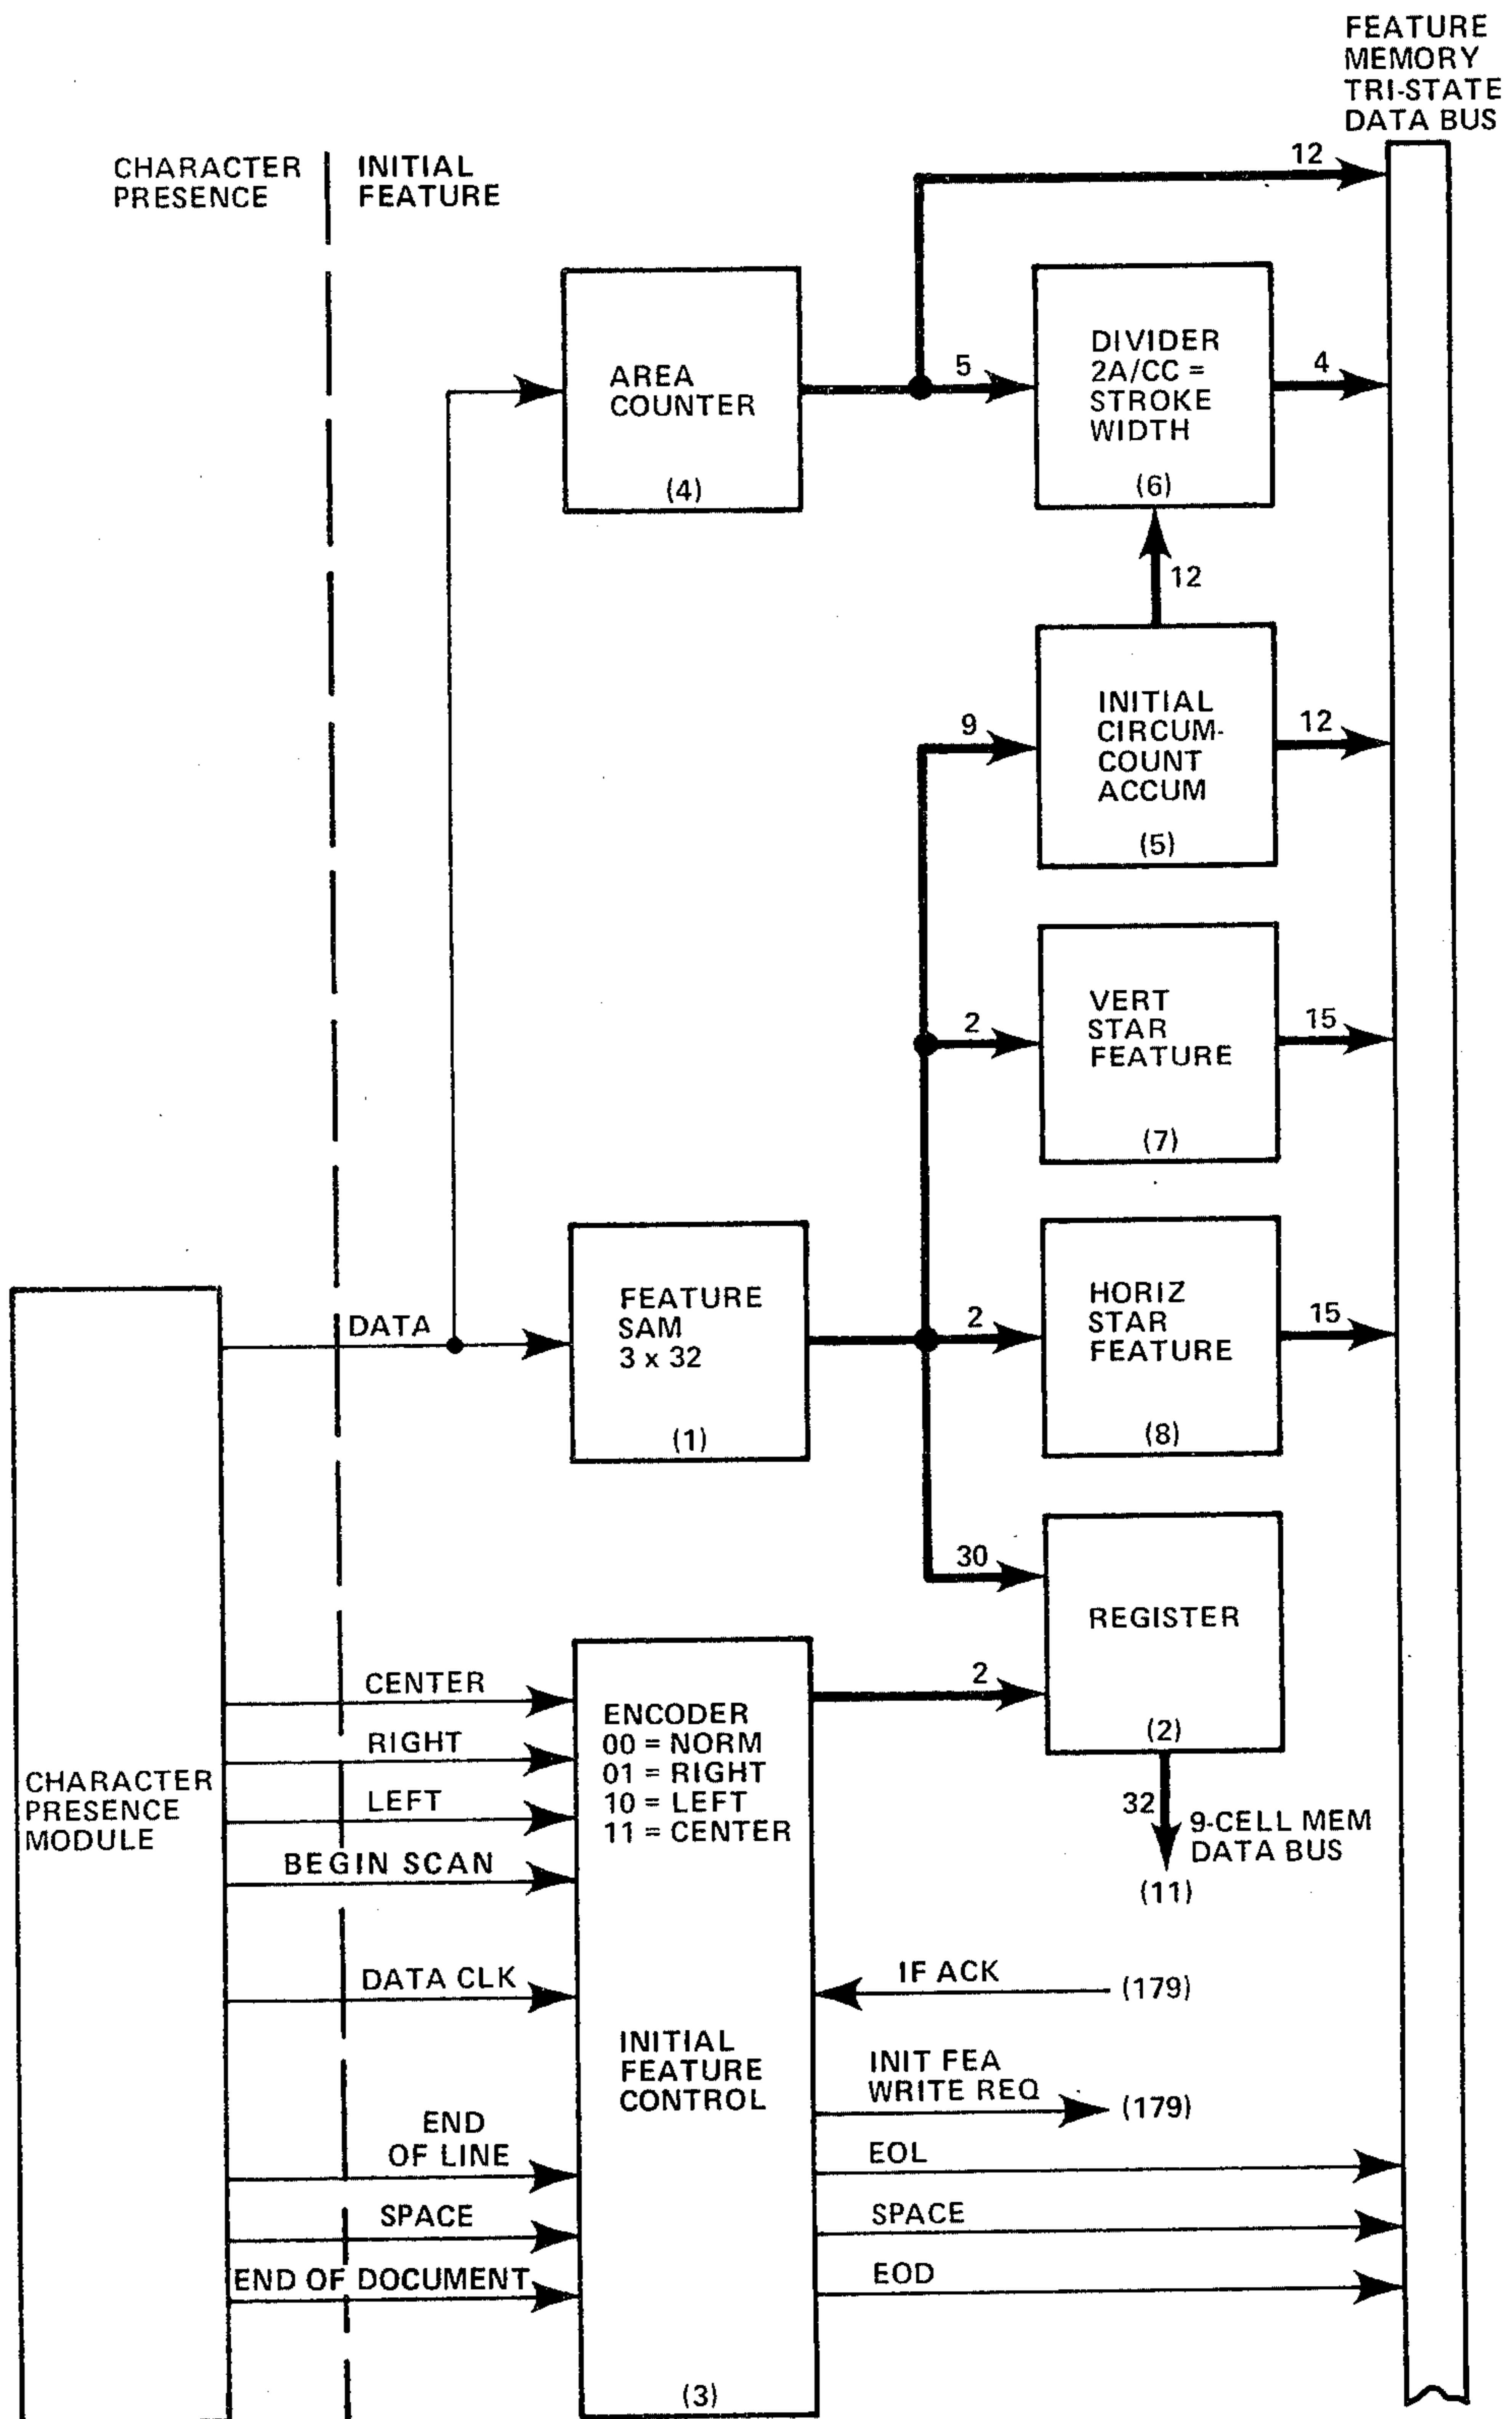 FEATURE
MEMORY
TRI-STATE
DATA BUS
CHARACTER
PRESENCE
INITIAL
FEATURE
12
AREA
COUNTER
(4)
5
DIVIDER
2A/CC =
STROKE
WIDTH
(6)
4
12
9
INITIAL
CIRCUM-
COUNT
ACCUM
(5)
12
2
VERT
STAR
FEATURE
(7)
15
DATA
FEATURE
SAM
3 x 32
(1)
2
HORIZ
STAR
FEATURE
(8)
15
30
REGISTER
(2)
2
32
9-CELL MEM
DATA BUS
(11)
CHARACTER
PRESENCE
MODULE
CENTER
RIGHT
LEFT
BEGIN SCAN
DATA CLK
END
OF LINE
SPACE
END OF DOCUMENT
ENCODER
00 = NORM
01 = RIGHT
10 = LEFT
11 = CENTER
INITIAL
FEATURE
CONTROL
(3)
IF ACK
(179)
INIT FEA
WRITE REQ
(179)
EOL
SPACE
EOD